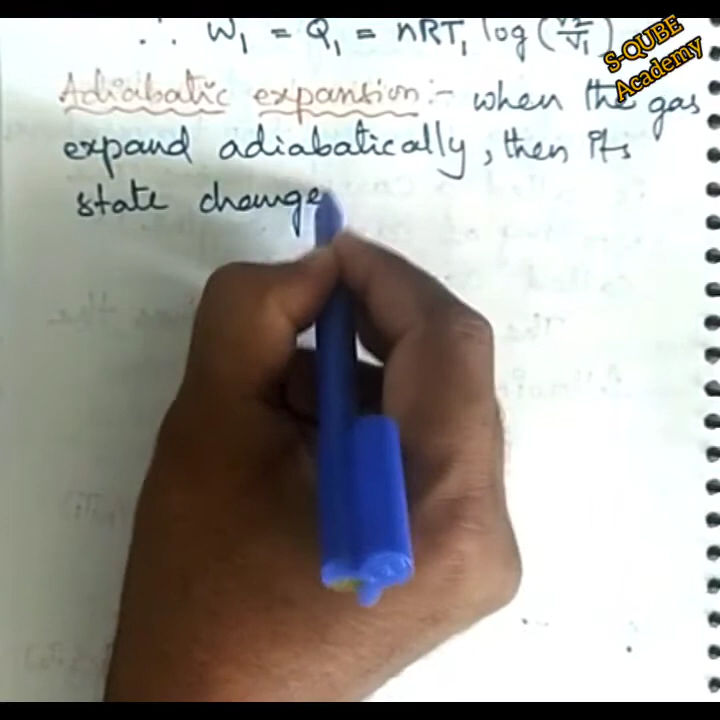 ∴ W₁ = Q₁ = nRT₁ log (V₂/V₁)
S-QUBE
Academy
Adiabatic expansion :- when the gas
expand adiabatically, then its
state change